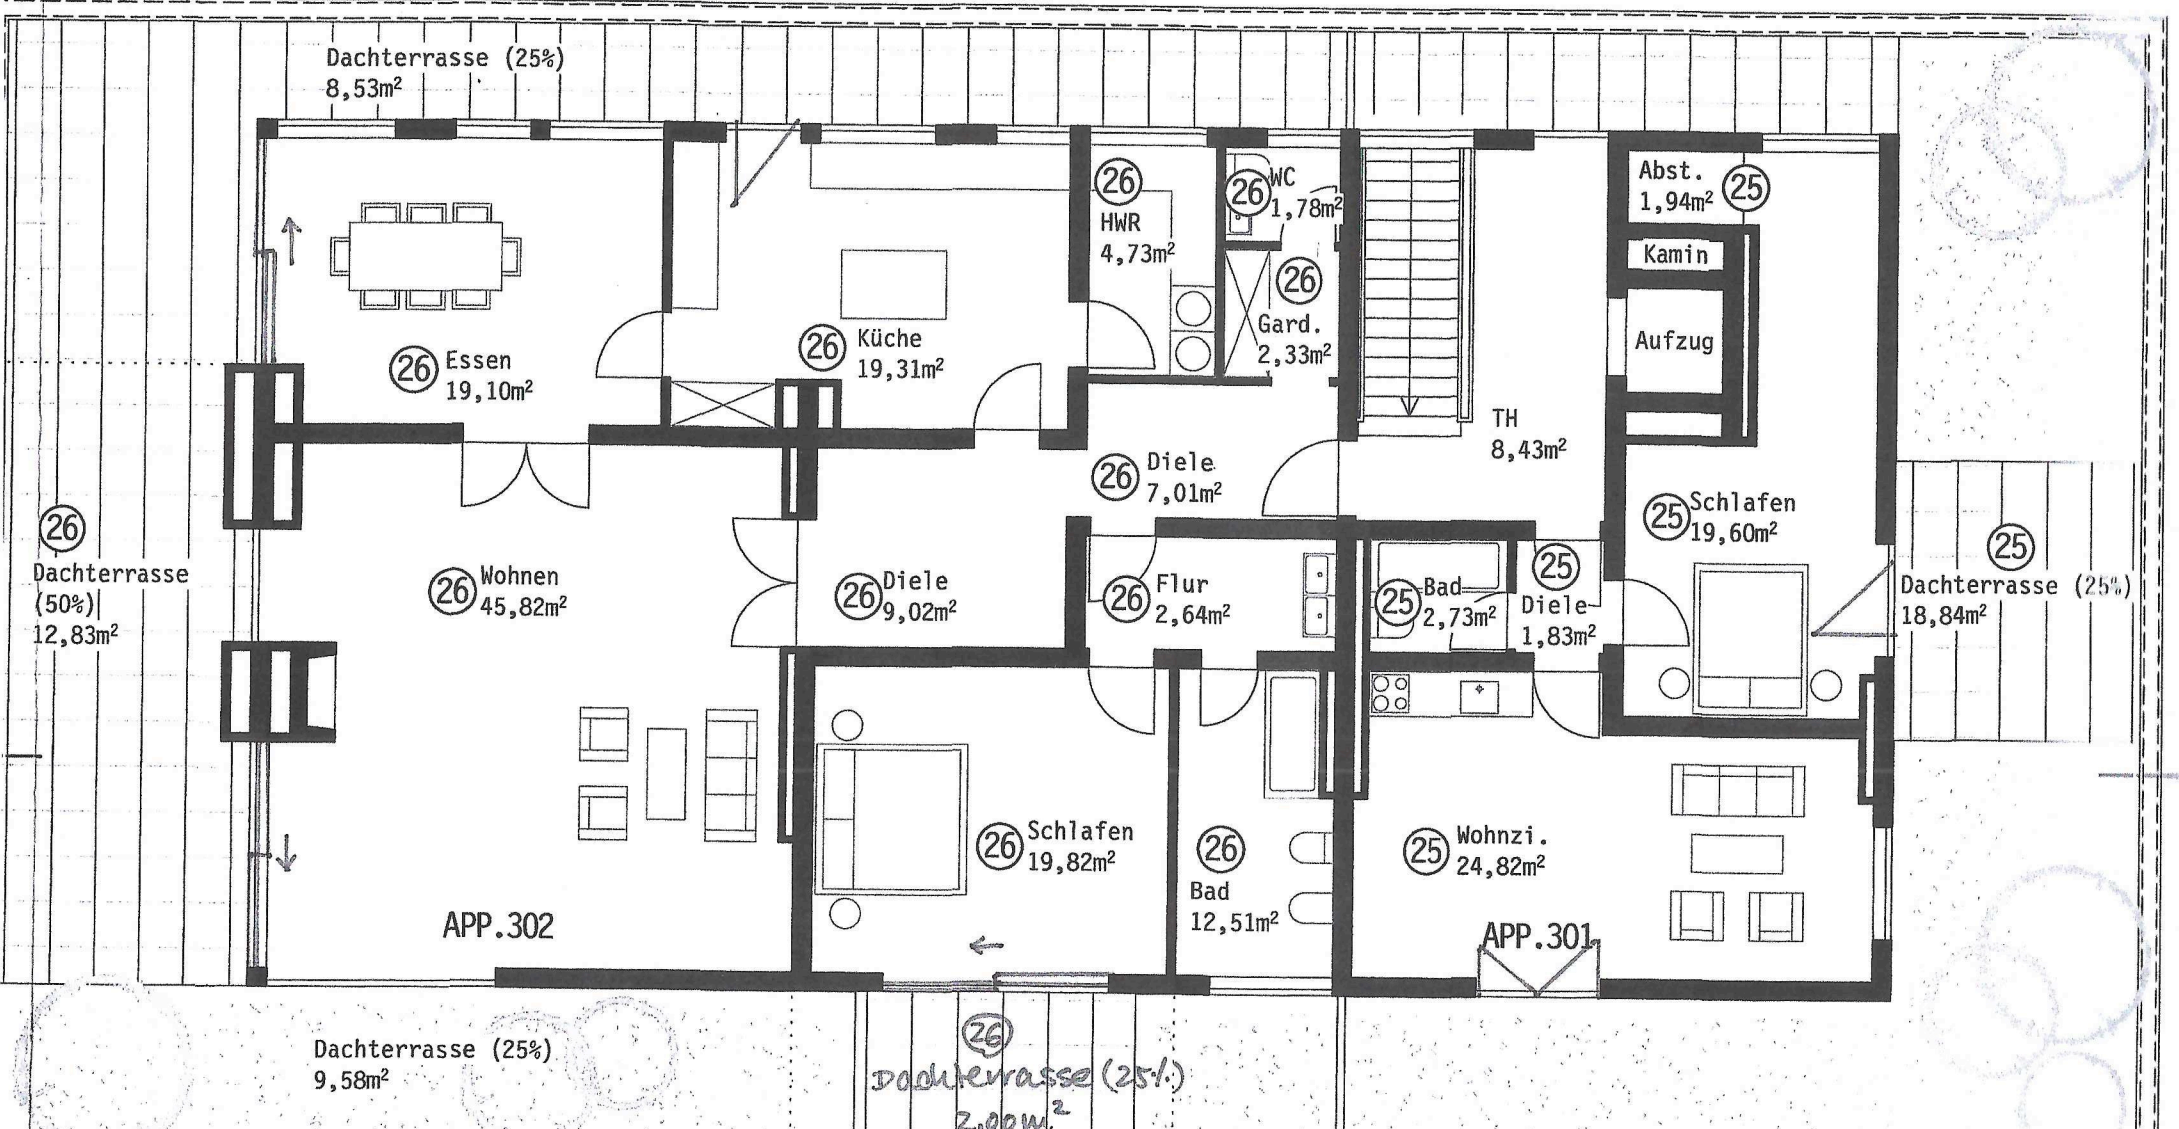 Dachterrasse (25%)
8,53m²
26
Essen
19,10m²
26
Küche
19,31m²
26
HWR
4,73m²
26
WC
1,78m²
26
Gard.
2,33m²
Abst.
1,94m²
25
Kamin
Aufzug
TH
8,43m²
26
Diele
7,01m²
25
Schlafen
19,60m²
26
Dachterrasse
(50%)
12,83m²
26
Wohnen
45,82m²
26
Diele
9,02m²
26
Flur
2,64m²
25
Bad
2,73m²
25
Diele
1,83m²
25
Dachterrasse (25%)
18,84m²
26
Schlafen
19,82m²
26
Bad
12,51m²
25
Wohnzi.
24,82m²
APP.302
APP.301
Dachterrasse (25%)
9,58m²
26
Dachterrasse (25%)
2,00m²